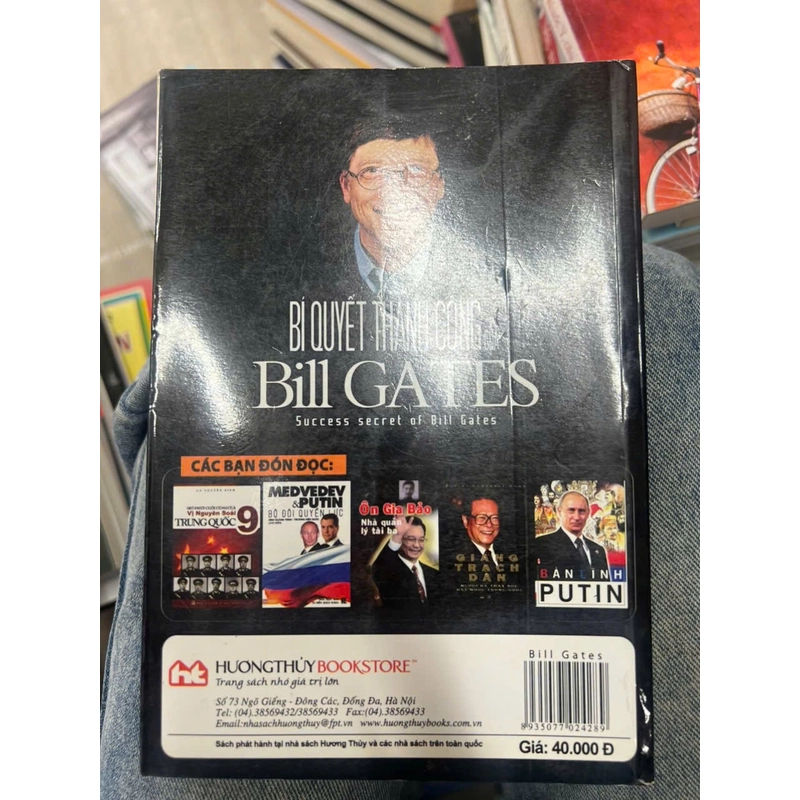 BÍ QUYẾT THÀNH CÔNG
Bill GATES
Success secret of Bill Gates
CÁC BẠN ĐÓN ĐỌC:
Vị Nguyên Soái
TRUNG QUỐC 9
MEDVEDEV
& PUTIN
BỘ ĐÔI QUYỀN LỰC
Ôn Gia Bảo
Nhà quản
lý tài ba
GIANG
TRẠCH
DÂN
BẢN LĨNH
PUTIN
ht HUONGTHỦYBOOKSTORE™
Trang sách nhỏ giá trị lớn
Số 73 Ngõ Giếng - Đông Các, Đống Đa, Hà Nội
Tel: (04).38569432/38569433 Fax:(04).38569433
Email:nhasachhuongthuy@fpt.vn www.huongthuybooks.com.vn
Sách phát hành tại nhà sách Hương Thủy và các nhà sách trên toàn quốc
Bill Gates
8935077024289
Giá: 40.000 Đ